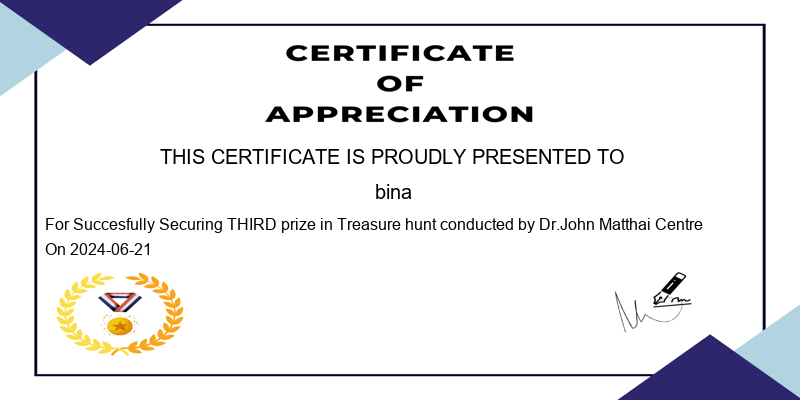 CERTIFICATE
OF
APPRECIATION
THIS CERTIFICATE IS PROUDLY PRESENTED TO
bina
For Succesfully Securing THIRD prize in Treasure hunt conducted by Dr.John Matthai Centre
On 2024-06-21